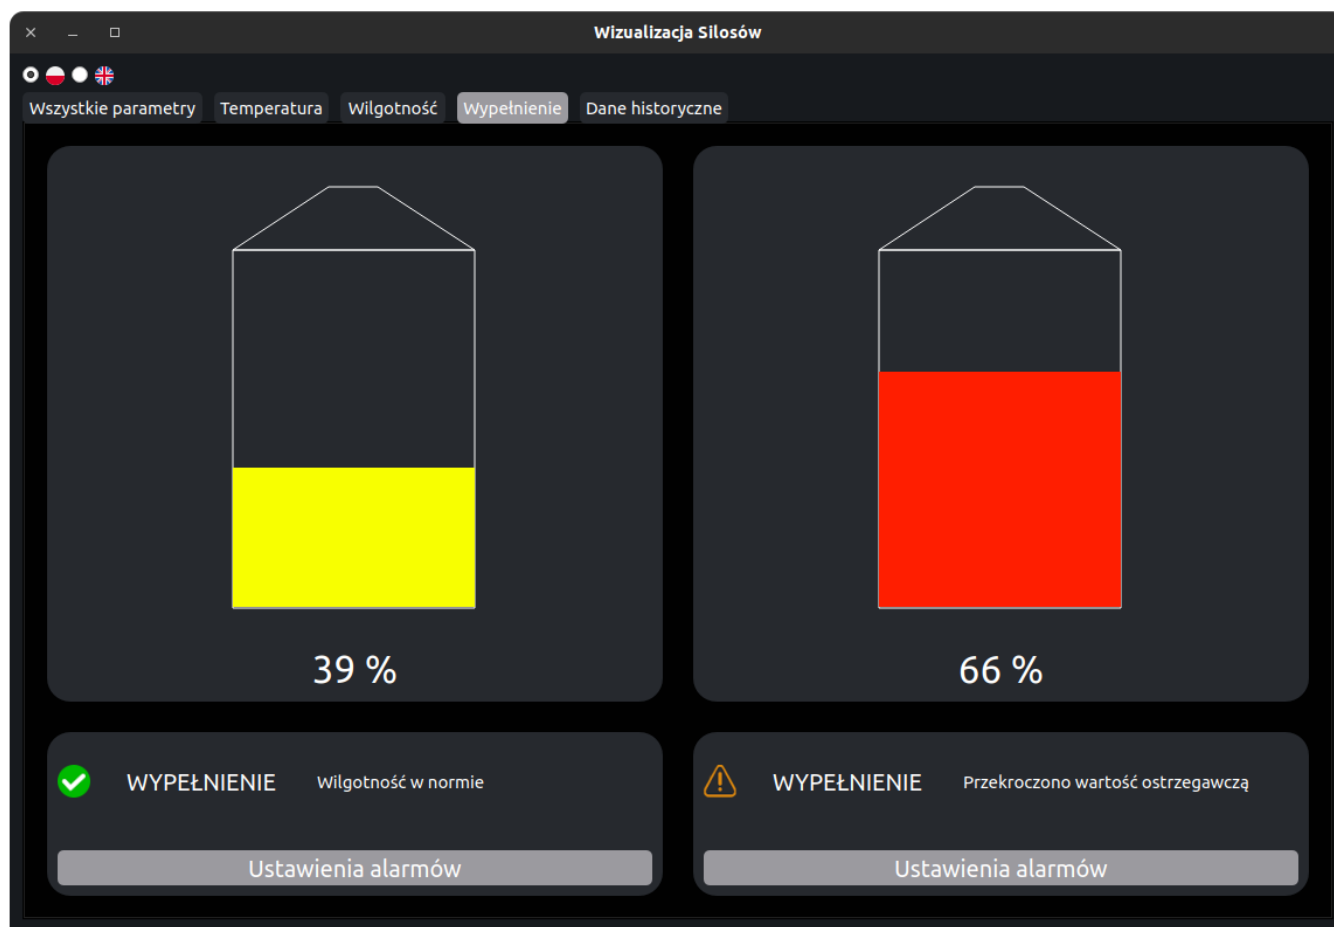 Wizualizacja Silosów
Wszystkie parametry Temperatura Wilgotność Wypełnienie Dane historyczne
39 % 66 %
WYPEŁNIENIE Wilgotność w normie WYPEŁNIENIE Przekroczono wartość ostrzegawczą
Ustawienia alarmów Ustawienia alarmów